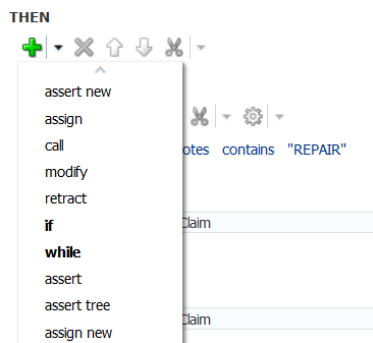 THEN
assert new
assign
call
modify
otes contains "REPAIR"
retract
if
Claim
while
assert
assert tree
Claim
assign new